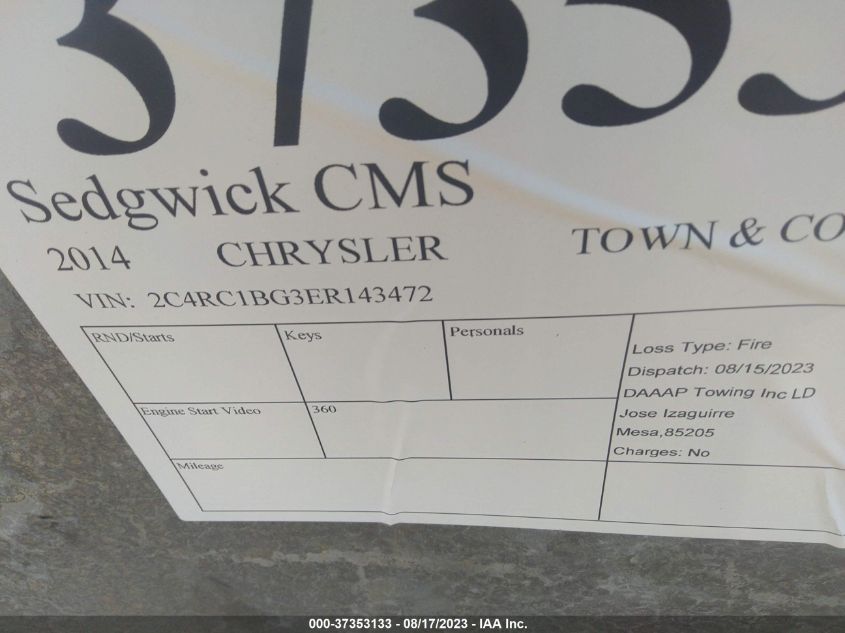 Sedgwick CMS
2014 CHRYSLER TOWN & CO
VIN: 2C4RC1BG3ER143472
RND/Starts Keys Personals
Loss Type: Fire
Dispatch: 08/15/2023
DAAAP Towing Inc LD
Engine Start Video 360
Jose Izaguirre
Mesa,85205
Charges: No
Mileage
000-37353133 - 08/17/2023 - IAA Inc.